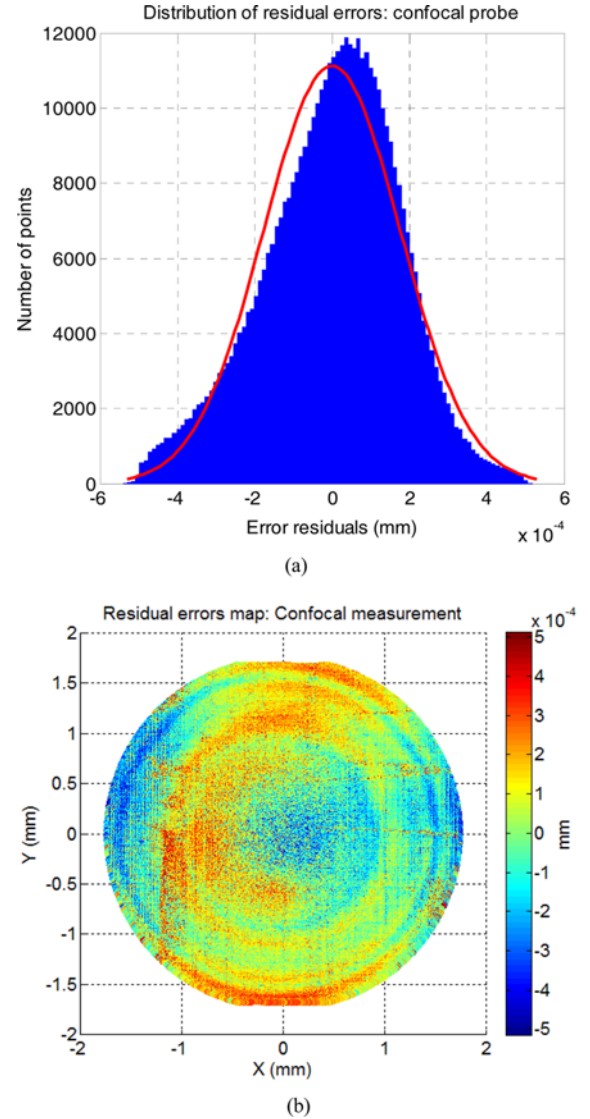 Distribution of residual errors: confocal probe
12000
10000
8000
6000
4000
2000
0
Number of points
-6 -4 -2 0 2 4 6
Error residuals (mm)
x 10-4
(a)
Residual errors map: Confocal measurement
x 10-4
2
1.5
1
0.5
0
-0.5
-1
-1.5
-2
Y (mm)
-2 -1 0 1 2
X (mm)
5
4
3
2
1
0
-1
-2
-3
-4
-5
mm
(b)